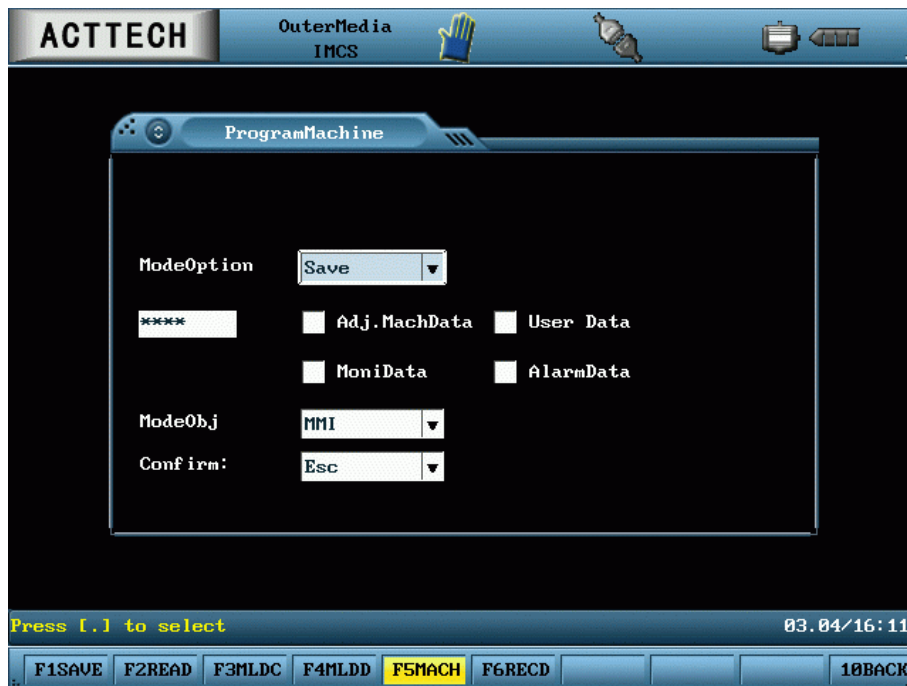 ACTTECH
OuterMedia
IMCS
ProgramMachine
ModeOption Save
**** Adj.MachData User Data
MoniData AlarmData
ModeObj MMI
Confirm: Esc
Press [.] to select 03.04/16:11
F1SAVE F2READ F3MLDC F4MLDD F5MACH F6RECD 10BACK